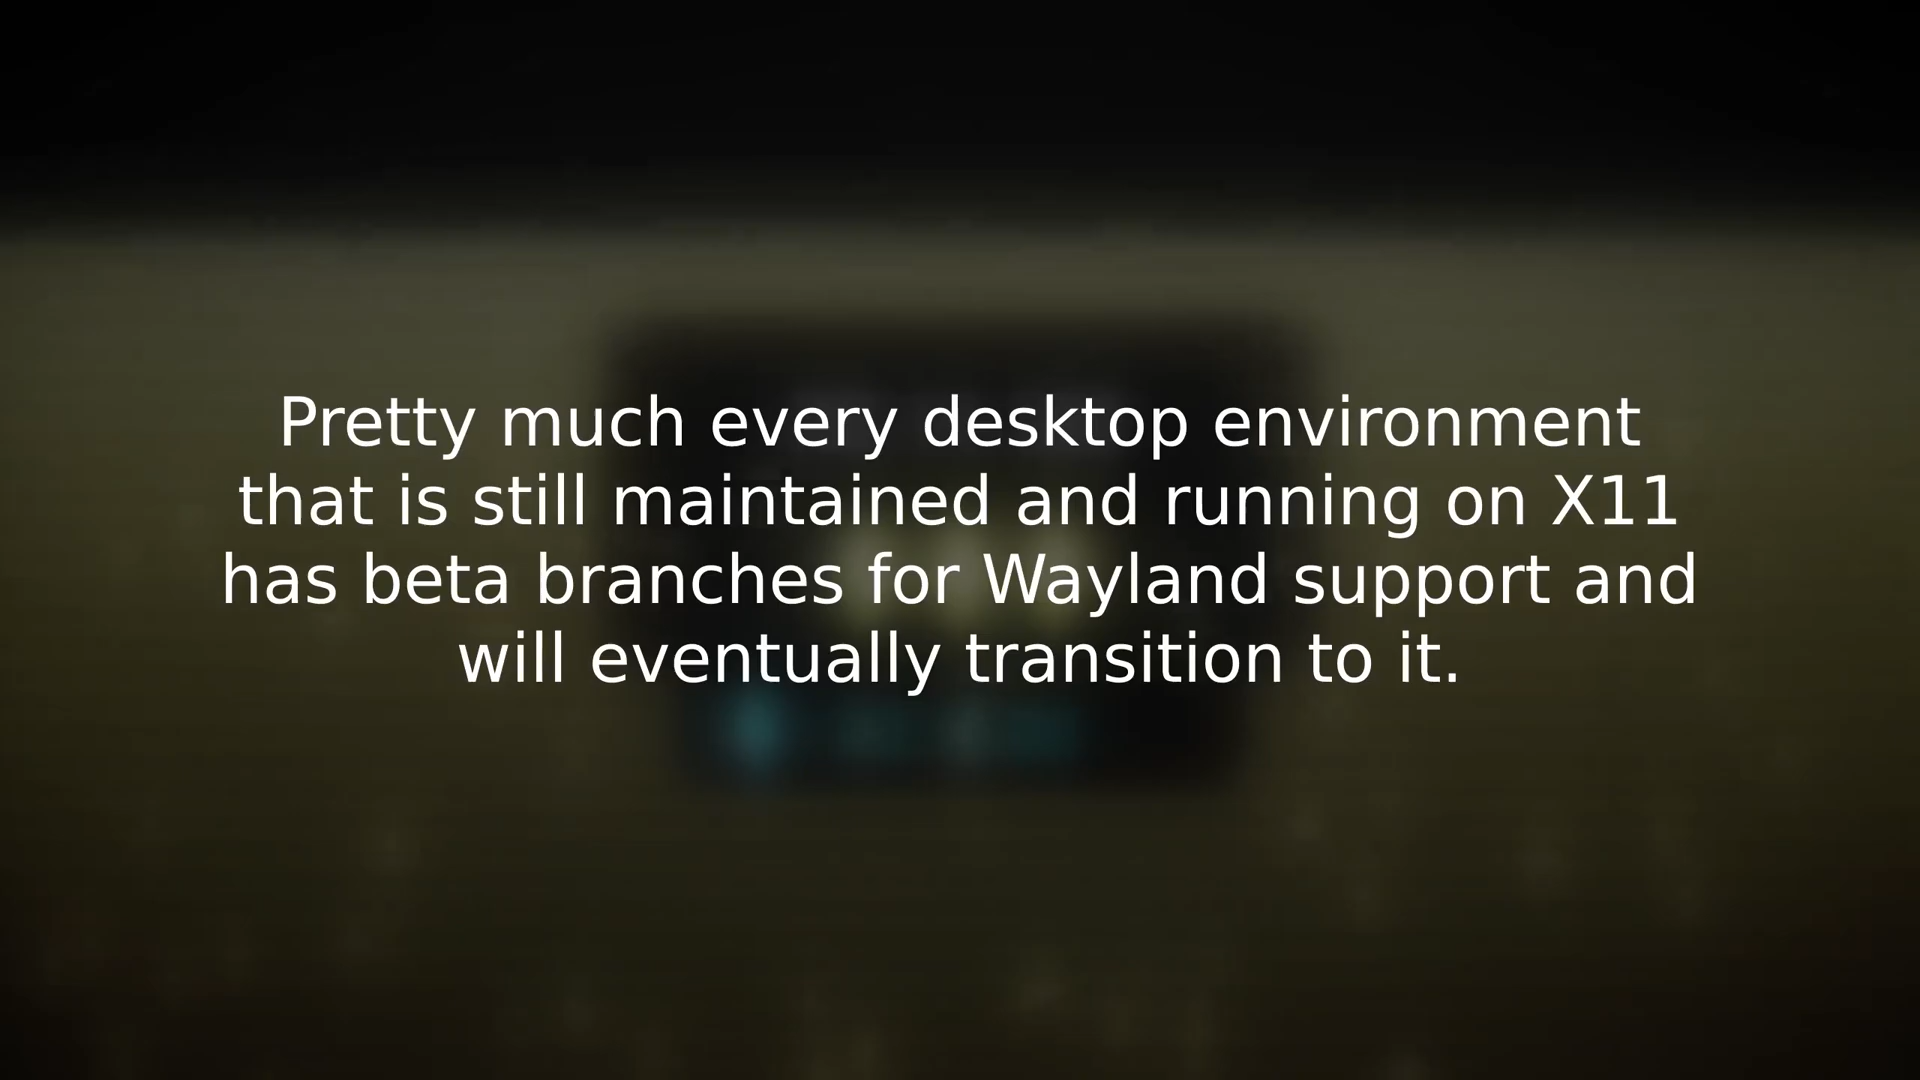 Pretty much every desktop environment
that is still maintained and running on X11
has beta branches for Wayland support and
will eventually transition to it.